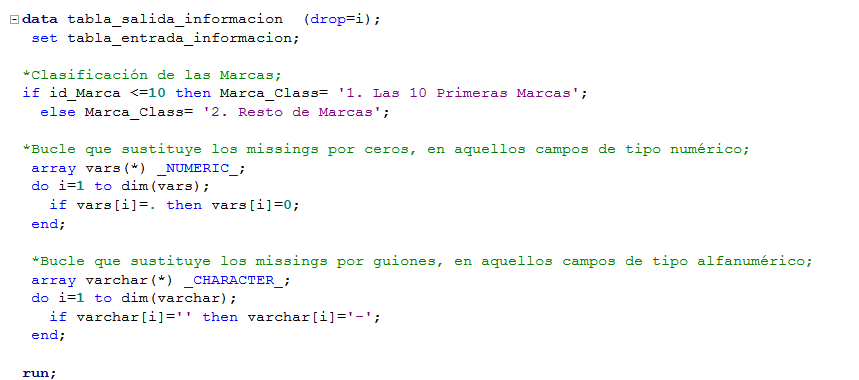 data tabla_salida_informacion  (drop=i);
set tabla_entrada_informacion;
*Clasificación de las Marcas;
if id_Marca <=10 then Marca_Class= '1. Las 10 Primeras Marcas';
else Marca_Class= '2. Resto de Marcas';
*Bucle que sustituye los missings por ceros, en aquellos campos de tipo numérico;
array vars(*) _NUMERIC_;
do i=1 to dim(vars);
if vars[i]=. then vars[i]=0;
end;
*Bucle que sustituye los missings por guiones, en aquellos campos de tipo alfanumérico;
array varchar(*) _CHARACTER_;
do i=1 to dim(varchar);
if varchar[i]='' then varchar[i]='-';
end;
run;